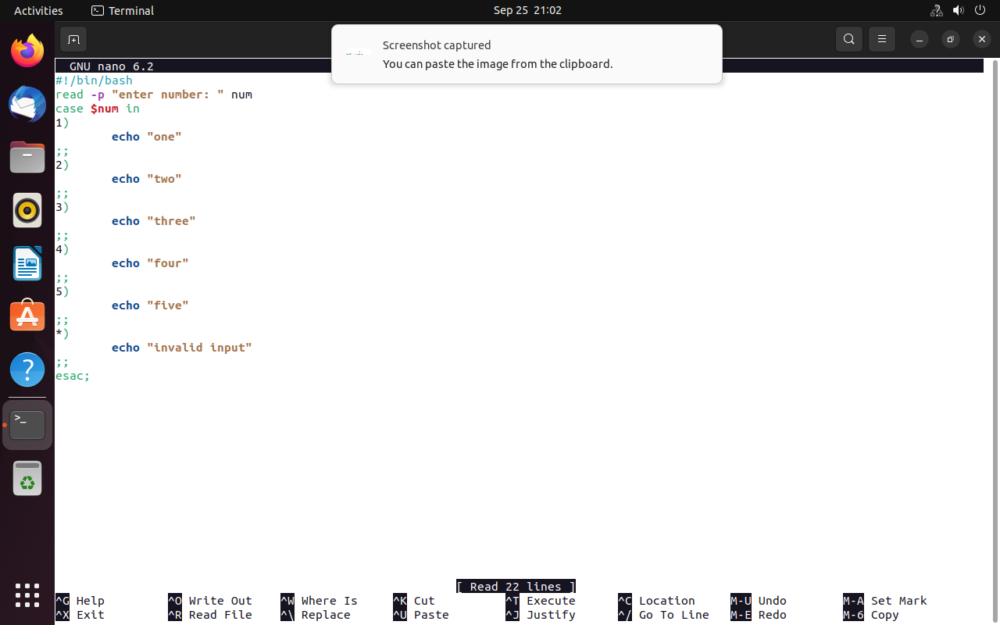 Activities Terminal Sep 25 21:02
Screenshot captured
You can paste the image from the clipboard.
GNU nano 6.2
#!/bin/bash
read -p "enter number: " num
case $num in
1)
echo "one"
;;
2)
echo "two"
;;
3)
echo "three"
;;
4)
echo "four"
;;
5)
echo "five"
;;
*)
echo "invalid input"
;;
esac;
[ Read 22 lines ]
^G Help ^O Write Out ^W Where Is ^K Cut ^T Execute ^C Location M-U Undo M-A Set Mark
^X Exit ^R Read File ^\ Replace ^U Paste ^J Justify ^/ Go To Line M-E Redo M-6 Copy